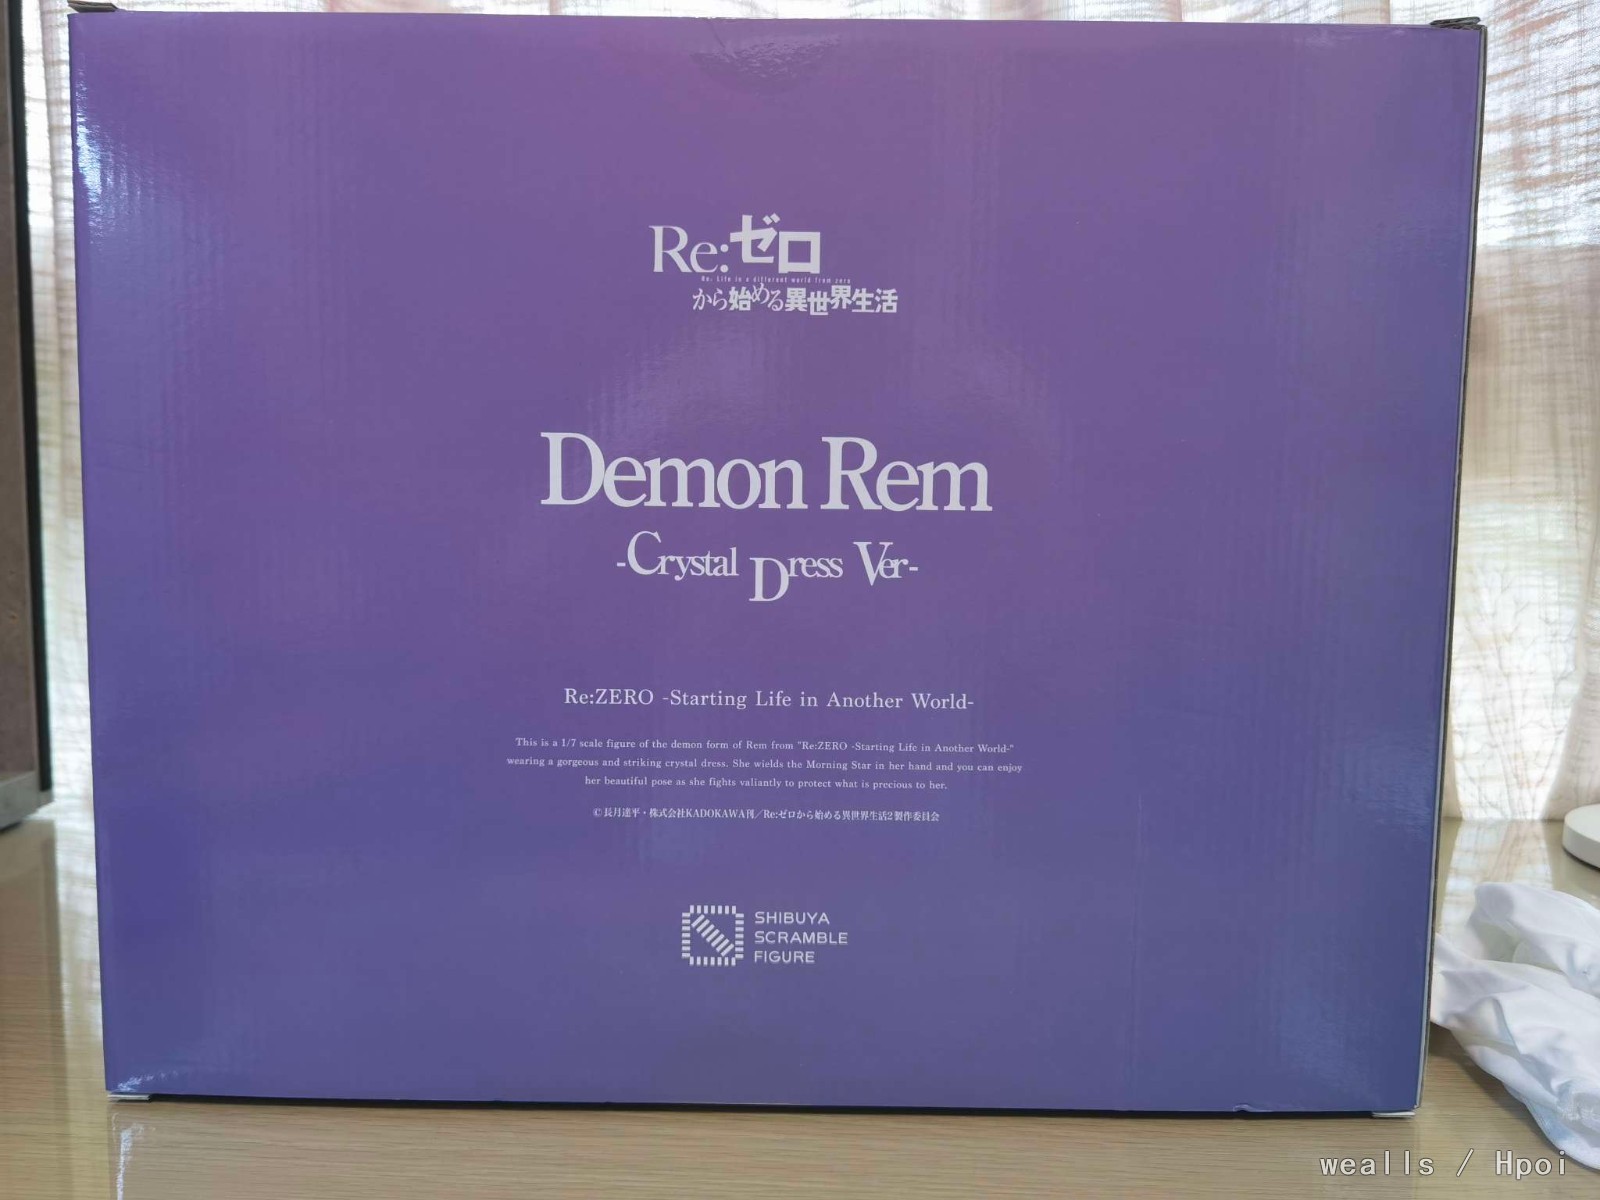 Re:ゼロ
Re: Life in a different world from zero
から始める異世界生活
Demon Rem
-Crystal Dress Ver-
Re:ZERO -Starting Life in Another World-
This is a 1/7 scale figure of the demon form of Rem from "Re:ZERO -Starting Life in Another World-"
wearing a gorgeous and striking crystal dress. She wields the Morning Star in her hand and you can enjoy
her beautiful pose as she fights valiantly to protect what is precious to her.
©長月達平・株式会社KADOKAWA刊／Re:ゼロから始める異世界生活2製作委員会
SHIBUYA
SCRAMBLE
FIGURE
wealls / Hpoi